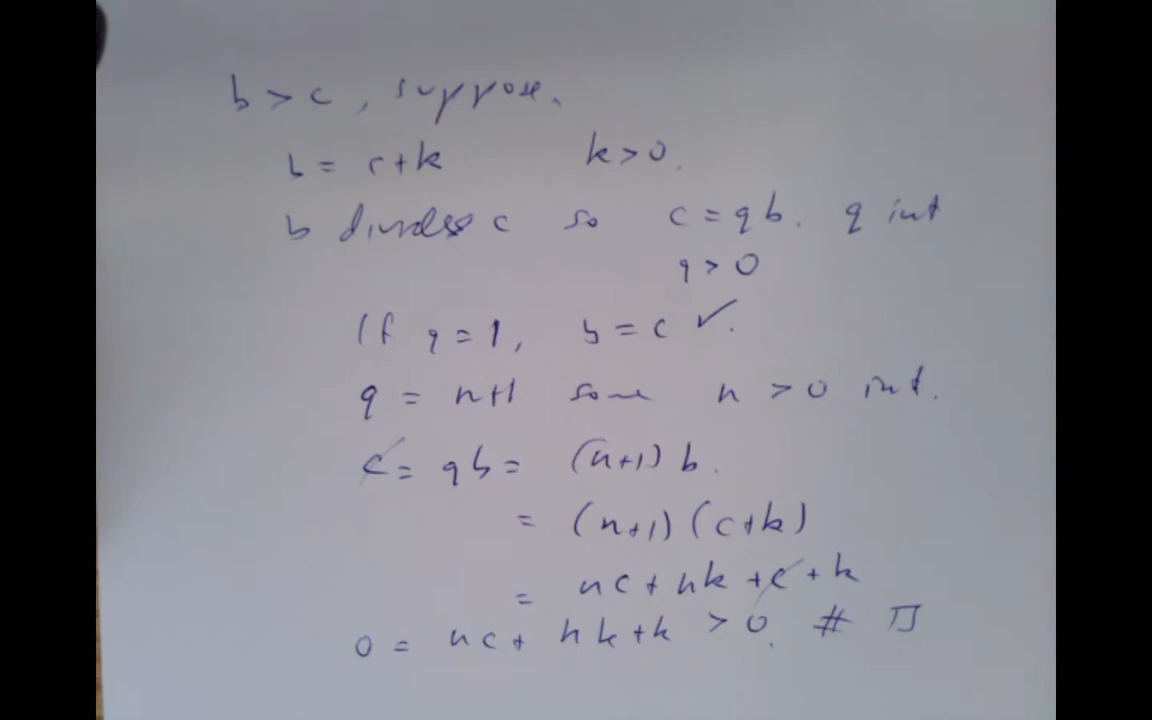 b > c, suppose.
b = c+k k > 0.
b divides c so c = qb. q int
q > 0
If q = 1, b = c ✓.
q = n+1 some n > 0 int.
c = qb = (n+1) b.
= (n+1) (c+k)
= nc + nk + c + k
0 = nc + nk + k > 0. # □